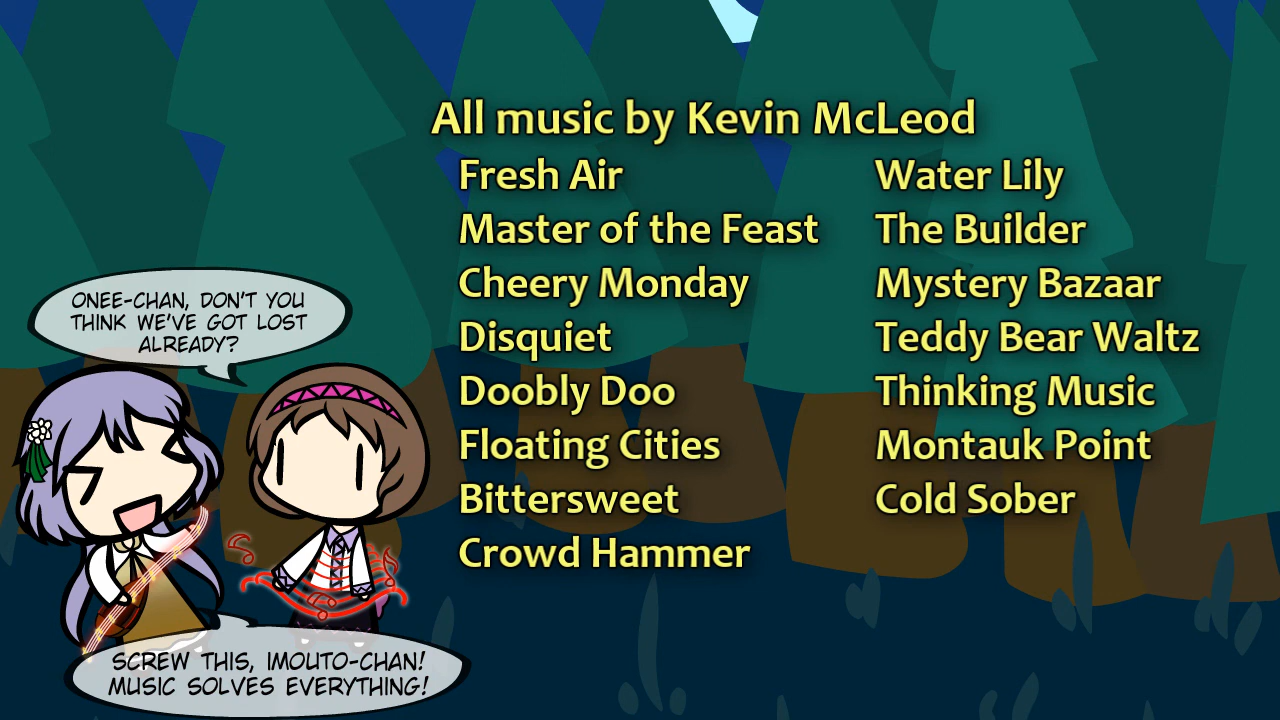 All music by Kevin McLeod
Fresh Air
Master of the Feast
Cheery Monday
Disquiet
Doobly Doo
Floating Cities
Bittersweet
Crowd Hammer
Water Lily
The Builder
Mystery Bazaar
Teddy Bear Waltz
Thinking Music
Montauk Point
Cold Sober
ONEE-CHAN, DON'T YOU
THINK WE'VE GOT LOST
ALREADY?
SCREW THIS, IMOUTO-CHAN!
MUSIC SOLVES EVERYTHING!